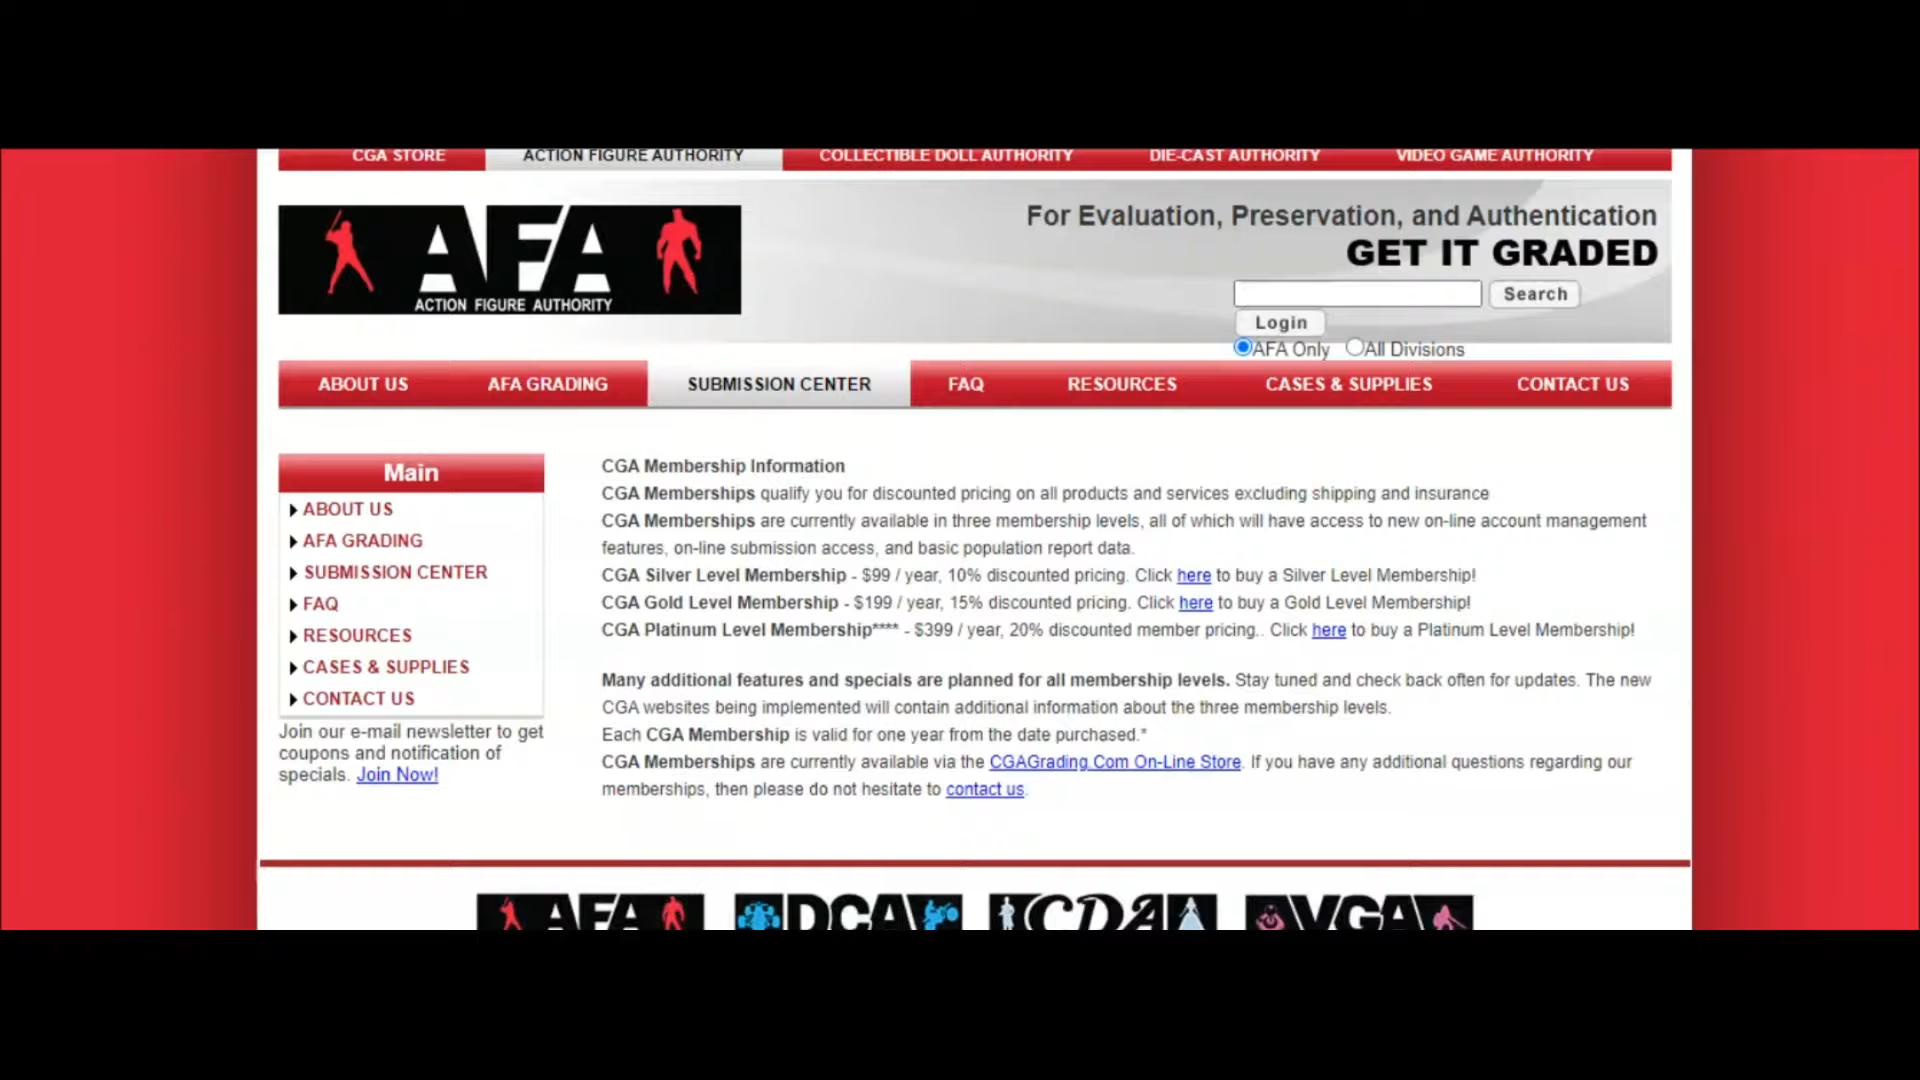 CGA STORE ACTION FIGURE AUTHORITY COLLECTIBLE DOLL AUTHORITY DIE-CAST AUTHORITY VIDEO GAME AUTHORITY
AFA
ACTION FIGURE AUTHORITY
For Evaluation, Preservation, and Authentication
GET IT GRADED
Search
Login
AFA Only All Divisions
ABOUT US AFA GRADING SUBMISSION CENTER FAQ RESOURCES CASES & SUPPLIES CONTACT US
Main
ABOUT US
AFA GRADING
SUBMISSION CENTER
FAQ
RESOURCES
CASES & SUPPLIES
CONTACT US
Join our e-mail newsletter to get
coupons and notification of
specials. Join Now!
CGA Membership Information
CGA Memberships qualify you for discounted pricing on all products and services excluding shipping and insurance
CGA Memberships are currently available in three membership levels, all of which will have access to new on-line account management
features, on-line submission access, and basic population report data.
CGA Silver Level Membership - $99 / year, 10% discounted pricing. Click here to buy a Silver Level Membership!
CGA Gold Level Membership - $199 / year, 15% discounted pricing. Click here to buy a Gold Level Membership!
CGA Platinum Level Membership**** - $399 / year, 20% discounted member pricing.. Click here to buy a Platinum Level Membership!
Many additional features and specials are planned for all membership levels. Stay tuned and check back often for updates. The new
CGA websites being implemented will contain additional information about the three membership levels.
Each CGA Membership is valid for one year from the date purchased.*
CGA Memberships are currently available via the CGAGrading.Com On-Line Store. If you have any additional questions regarding our
memberships, then please do not hesitate to contact us.
AFA DCA CDA VGA